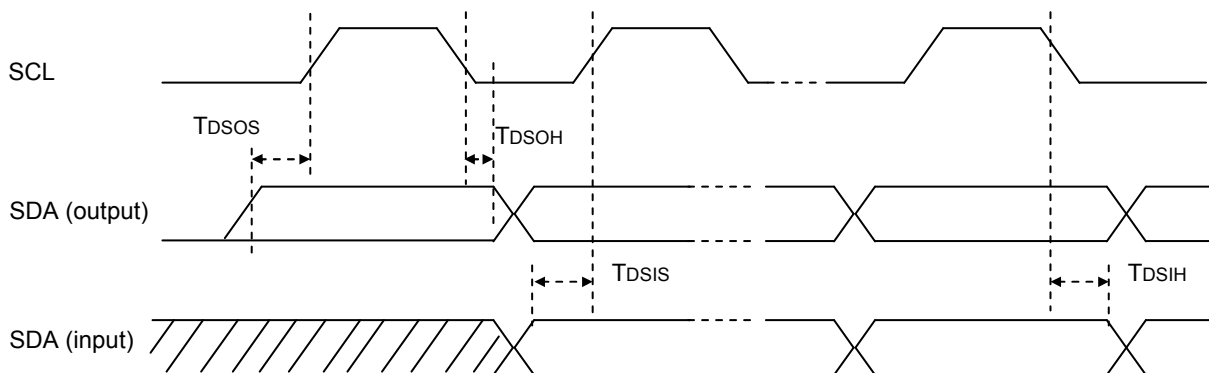 SCL
TDSOS
TDSOH
SDA (output)
TDSIS
TDSIH
SDA (input)